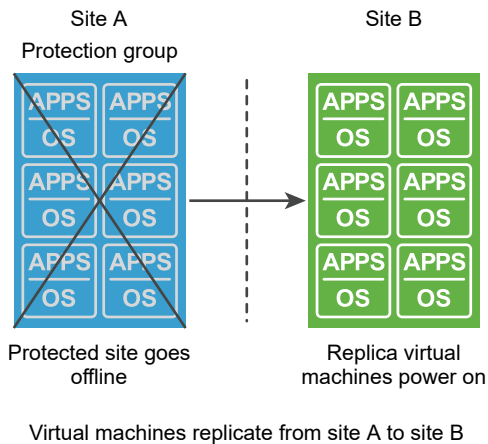 Site A
Site B
Protection group
APPS APPS
OS OS
APPS APPS
OS OS
APPS APPS
OS OS
APPS APPS
OS OS
APPS APPS
OS OS
APPS APPS
OS OS
Protected site goes
offline
Replica virtual
machines power on
Virtual machines replicate from site A to site B